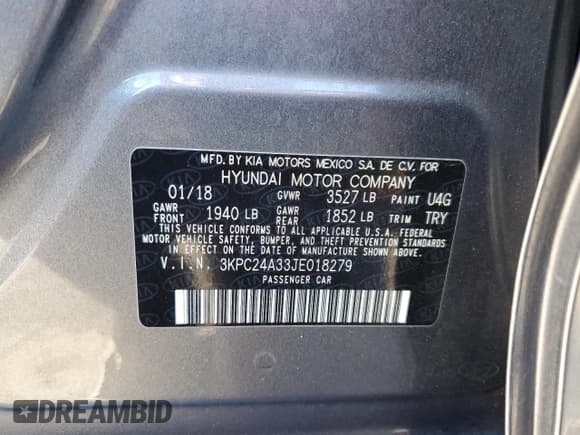 MFD. BY KIA MOTORS MEXICO S.A. DE C.V. FOR
HYUNDAI MOTOR COMPANY
01/18 GVWR 3527 LB PAINT U4G
GAWR FRONT 1940 LB GAWR REAR 1852 LB TRIM TRY
THIS VEHICLE CONFORMS TO ALL APPLICABLE U.S.A. FEDERAL
MOTOR VEHICLE SAFETY, BUMPER, AND THEFT PREVENTION STANDARDS
IN EFFECT ON THE DATE OF MANUFACTURE SHOWN ABOVE.
V.I.N. 3KPC24A33JE018279
PASSENGER CAR
DREAMBID